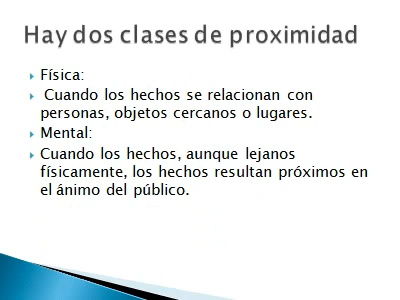 Hay dos clases de proximidad
Física:
Cuando los hechos se relacionan con
personas, objetos cercanos o lugares.
Mental:
Cuando los hechos, aunque lejanos
físicamente, los hechos resultan próximos en
el ánimo del público.